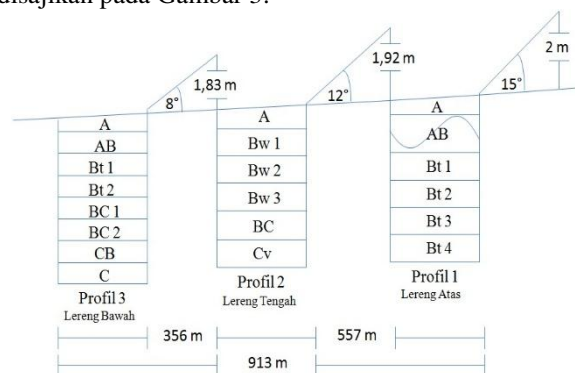 disajikan pada Gambar 3.
1,83 m
8°
1,92 m
12°
2 m
15°
A
AB
Bt 1
Bt 2
BC 1
BC 2
CB
C
Profil 3
Lereng Bawah
A
Bw 1
Bw 2
Bw 3
BC
Cv
Profil 2
Lereng Tengah
A
AB
Bt 1
Bt 2
Bt 3
Bt 4
Profil 1
Lereng Atas
356 m
557 m
913 m